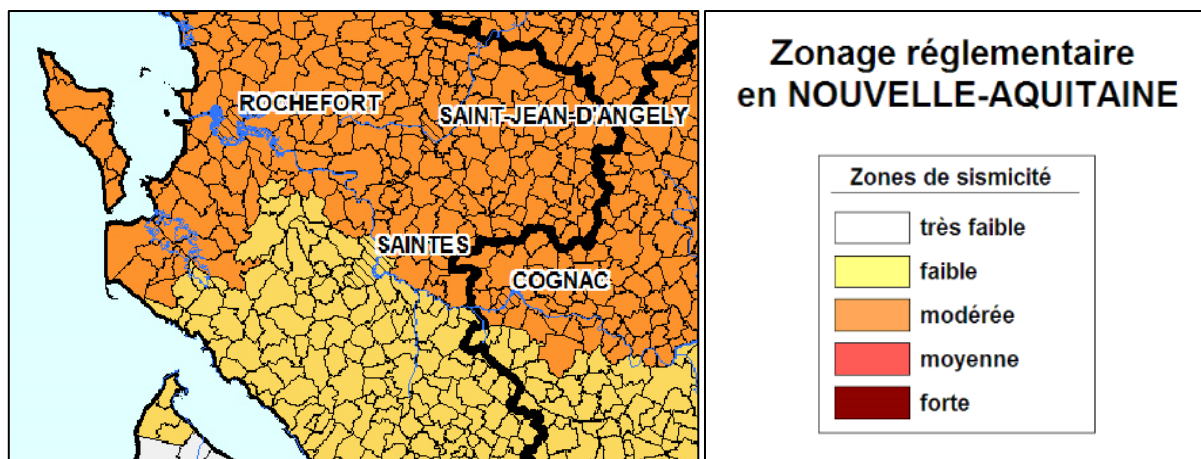 ROCHEFORT
SAINT-JEAN-D'ANGELY
SAINTES
COGNAC
Zonage réglementaire
en NOUVELLE-AQUITAINE
Zones de sismicité
très faible
faible
modérée
moyenne
forte